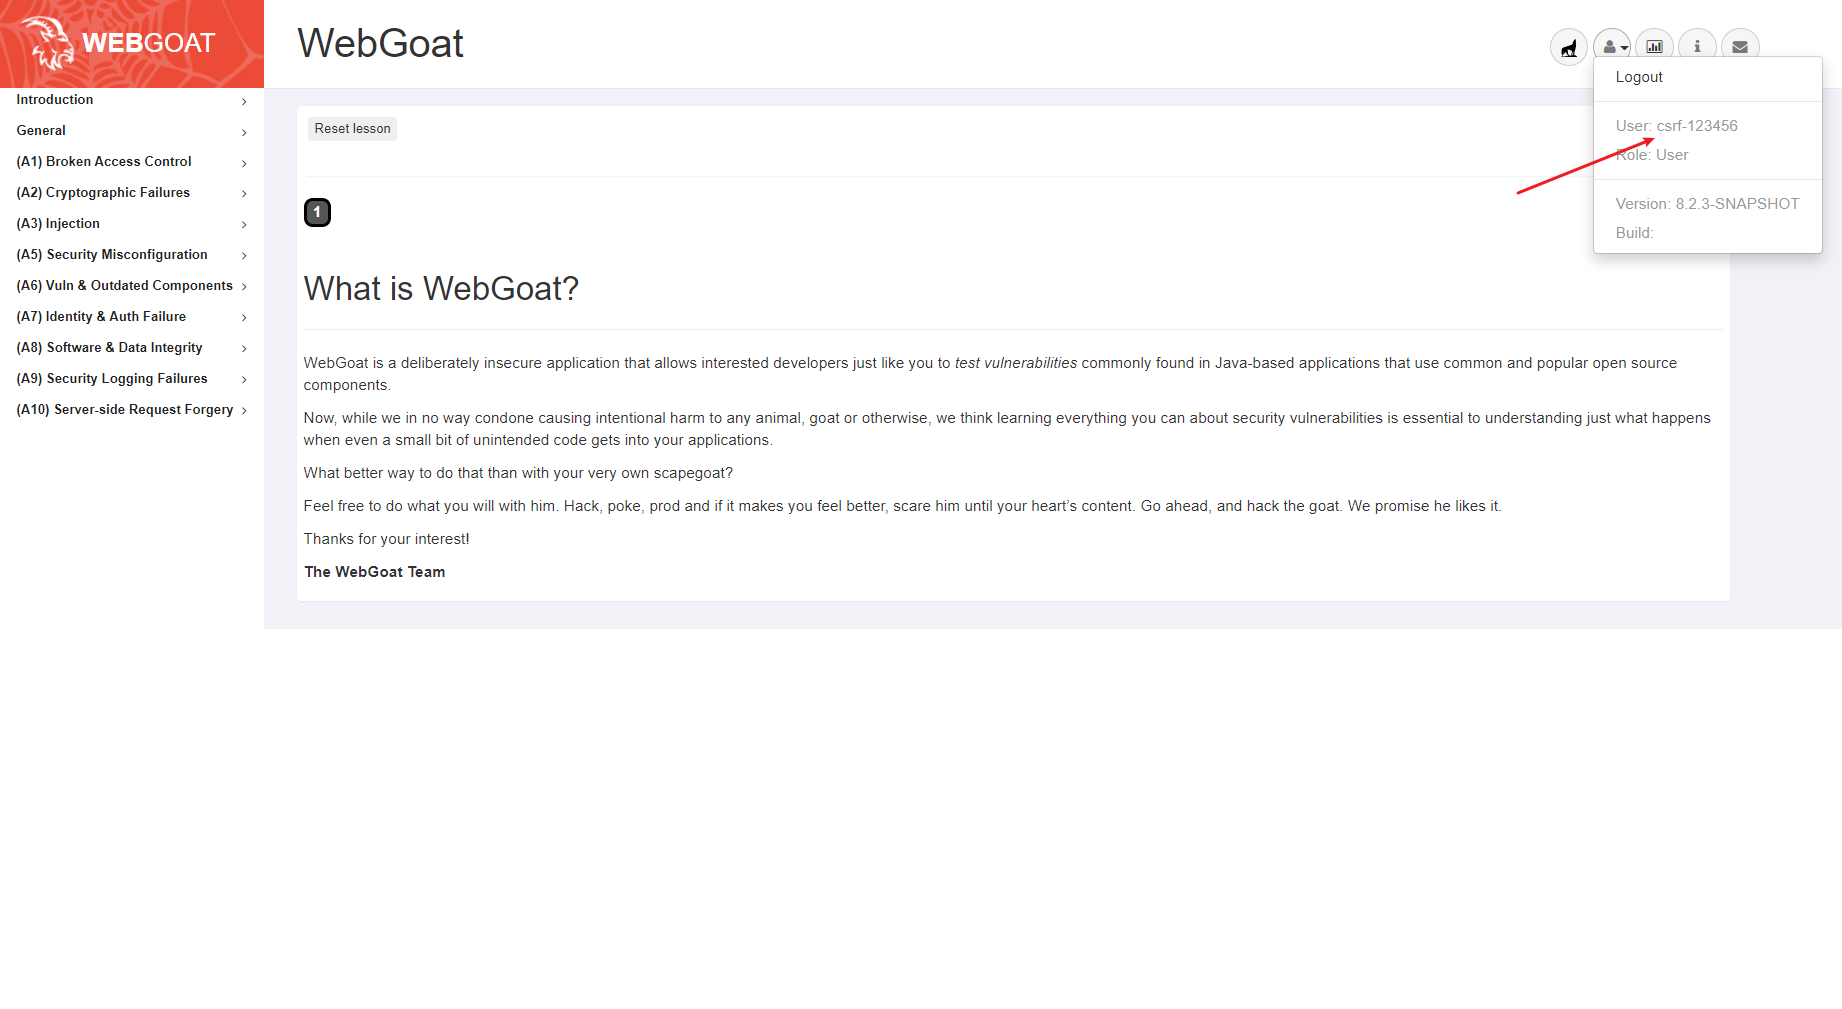 WEBGOAT
WebGoat
Logout
User: csrf-123456
Role: User
Version: 8.2.3-SNAPSHOT
Build:
Introduction
General
(A1) Broken Access Control
(A2) Cryptographic Failures
(A3) Injection
(A5) Security Misconfiguration
(A6) Vuln & Outdated Components
(A7) Identity & Auth Failure
(A8) Software & Data Integrity
(A9) Security Logging Failures
(A10) Server-side Request Forgery
Reset lesson
1
What is WebGoat?
WebGoat is a deliberately insecure application that allows interested developers just like you to test vulnerabilities commonly found in Java-based applications that use common and popular open source
components.
Now, while we in no way condone causing intentional harm to any animal, goat or otherwise, we think learning everything you can about security vulnerabilities is essential to understanding just what happens
when even a small bit of unintended code gets into your applications.
What better way to do that than with your very own scapegoat?
Feel free to do what you will with him. Hack, poke, prod and if it makes you feel better, scare him until your heart’s content. Go ahead, and hack the goat. We promise he likes it.
Thanks for your interest!
The WebGoat Team